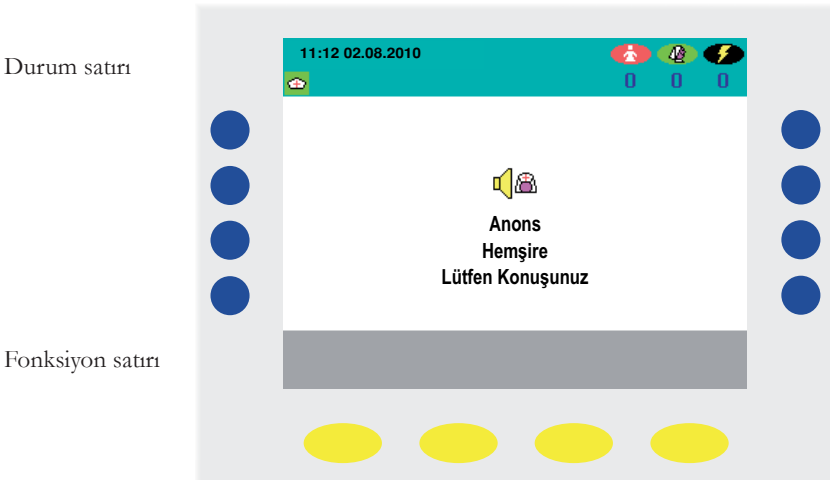 Durum satırı
11:12 02.08.2010
0 0 0
Anons
Hemşire
Lütfen Konuşunuz
Fonksiyon satırı